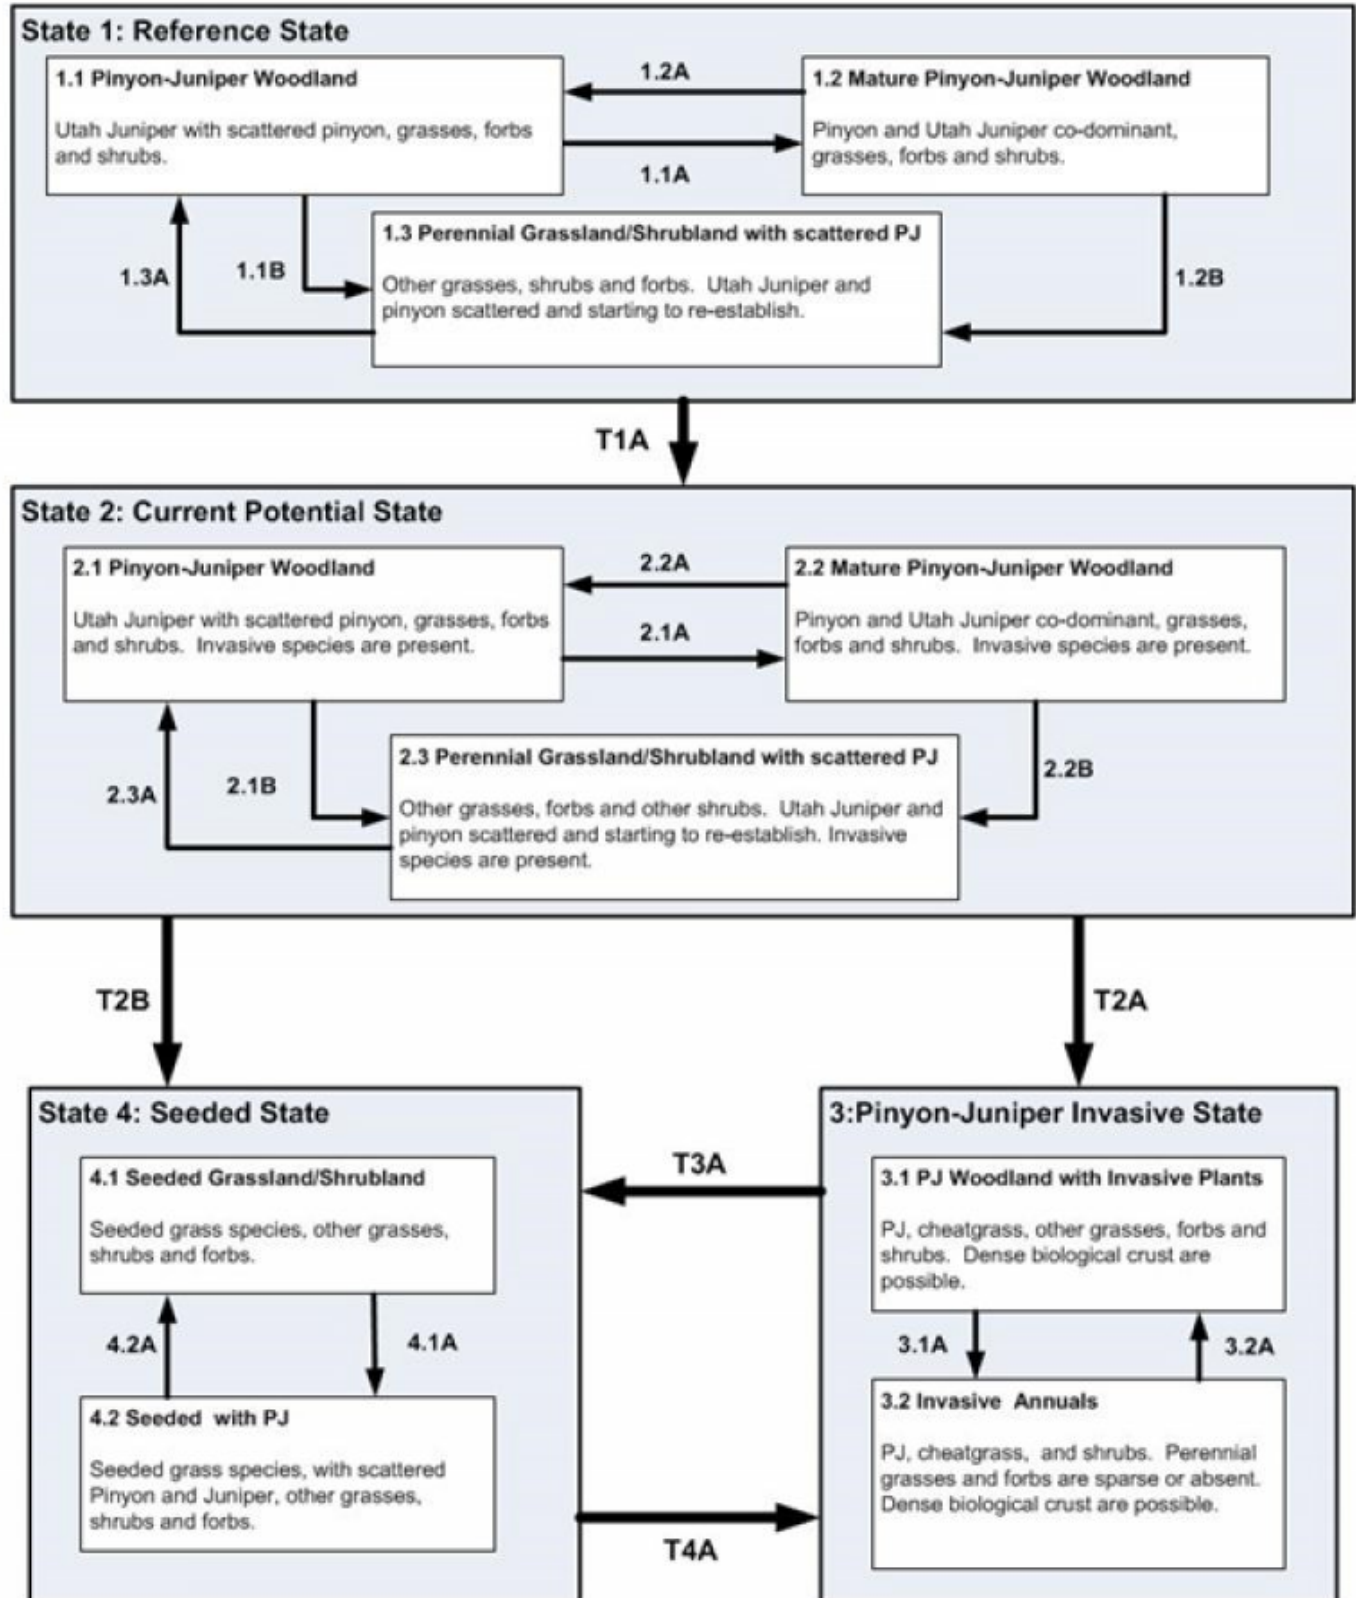 State 1: Reference State
1.1 Pinyon-Juniper Woodland
Utah Juniper with scattered pinyon, grasses, forbs
and shrubs.
1.2A
1.1A
1.2 Mature Pinyon-Juniper Woodland
Pinyon and Utah Juniper co-dominant,
grasses, forbs and shrubs.
1.3A
1.1B
1.3 Perennial Grassland/Shrubland with scattered PJ
Other grasses, shrubs and forbs. Utah Juniper and
pinyon scattered and starting to re-establish.
1.2B
T1A
State 2: Current Potential State
2.1 Pinyon-Juniper Woodland
Utah Juniper with scattered pinyon, grasses, forbs
and shrubs. Invasive species are present.
2.2A
2.1A
2.2 Mature Pinyon-Juniper Woodland
Pinyon and Utah Juniper co-dominant, grasses,
forbs and shrubs. Invasive species are present.
2.3A
2.1B
2.3 Perennial Grassland/Shrubland with scattered PJ
Other grasses, forbs and other shrubs. Utah Juniper and
pinyon scattered and starting to re-establish. Invasive
species are present.
2.2B
T2B
T2A
State 4: Seeded State
4.1 Seeded Grassland/Shrubland
Seeded grass species, other grasses,
shrubs and forbs.
4.2A
4.1A
4.2 Seeded with PJ
Seeded grass species, with scattered
Pinyon and Juniper, other grasses,
shrubs and forbs.
T3A
T4A
3:Pinyon-Juniper Invasive State
3.1 PJ Woodland with Invasive Plants
PJ, cheatgrass, other grasses, forbs and
shrubs. Dense biological crust are
possible.
3.1A
3.2A
3.2 Invasive Annuals
PJ, cheatgrass, and shrubs. Perennial
grasses and forbs are sparse or absent.
Dense biological crust are possible.